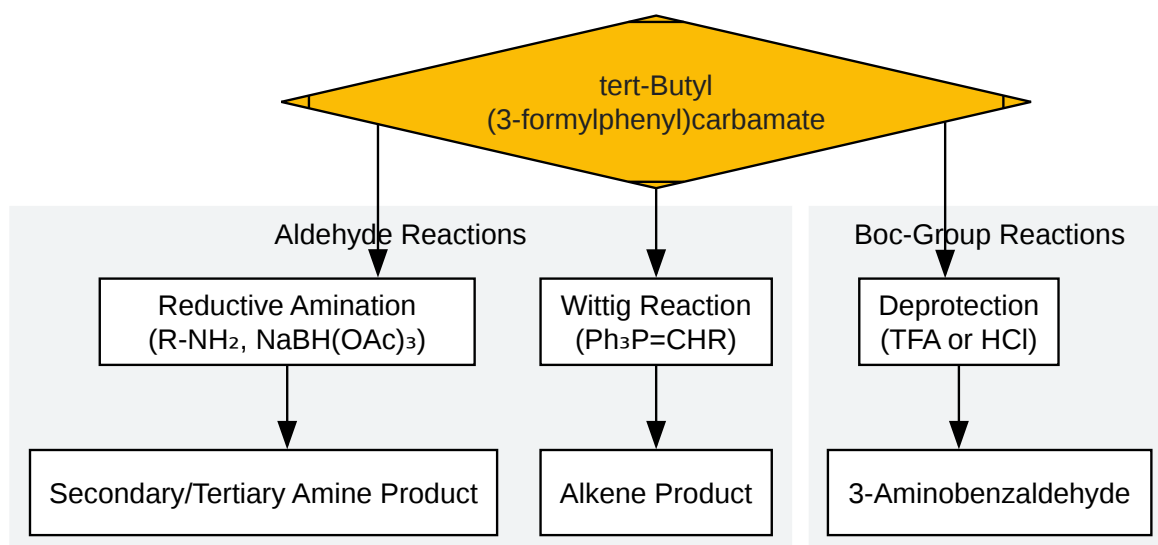 tert-Butyl
(3-formylphenyl)carbamate
Aldehyde Reactions
Boc-Group Reactions
Reductive Amination
(R-NH₂, NaBH(OAc)₃)
Wittig Reaction
(Ph₃P=CHR)
Deprotection
(TFA or HCl)
Secondary/Tertiary Amine Product
Alkene Product
3-Aminobenzaldehyde